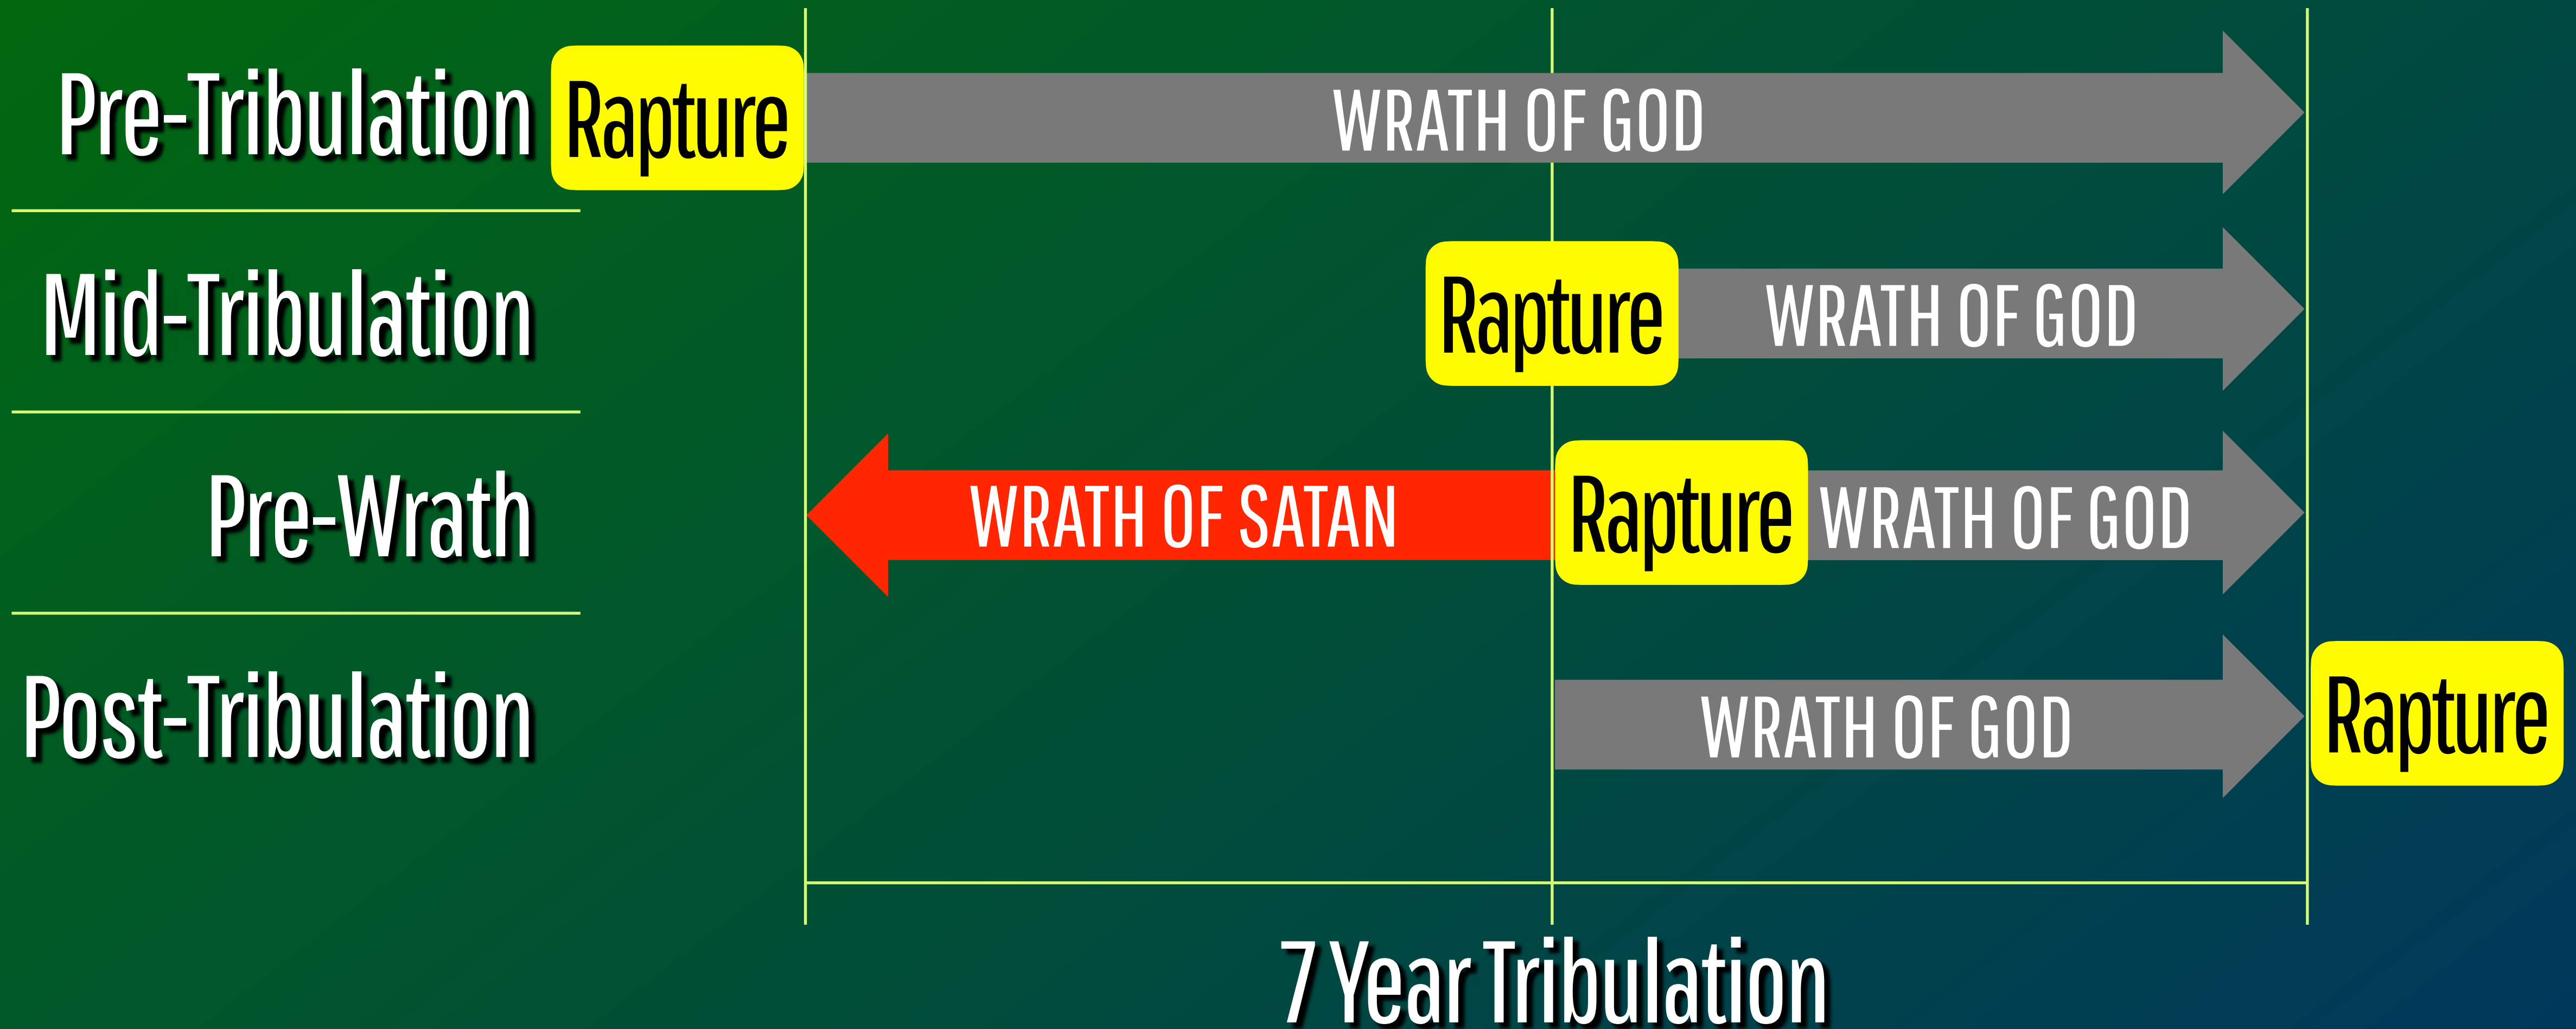 Pre-Tribulation Rapture WRATH OF GOD
Mid-Tribulation Rapture WRATH OF GOD
Pre-Wrath WRATH OF SATAN Rapture WRATH OF GOD
Post-Tribulation WRATH OF GOD Rapture
7 Year Tribulation